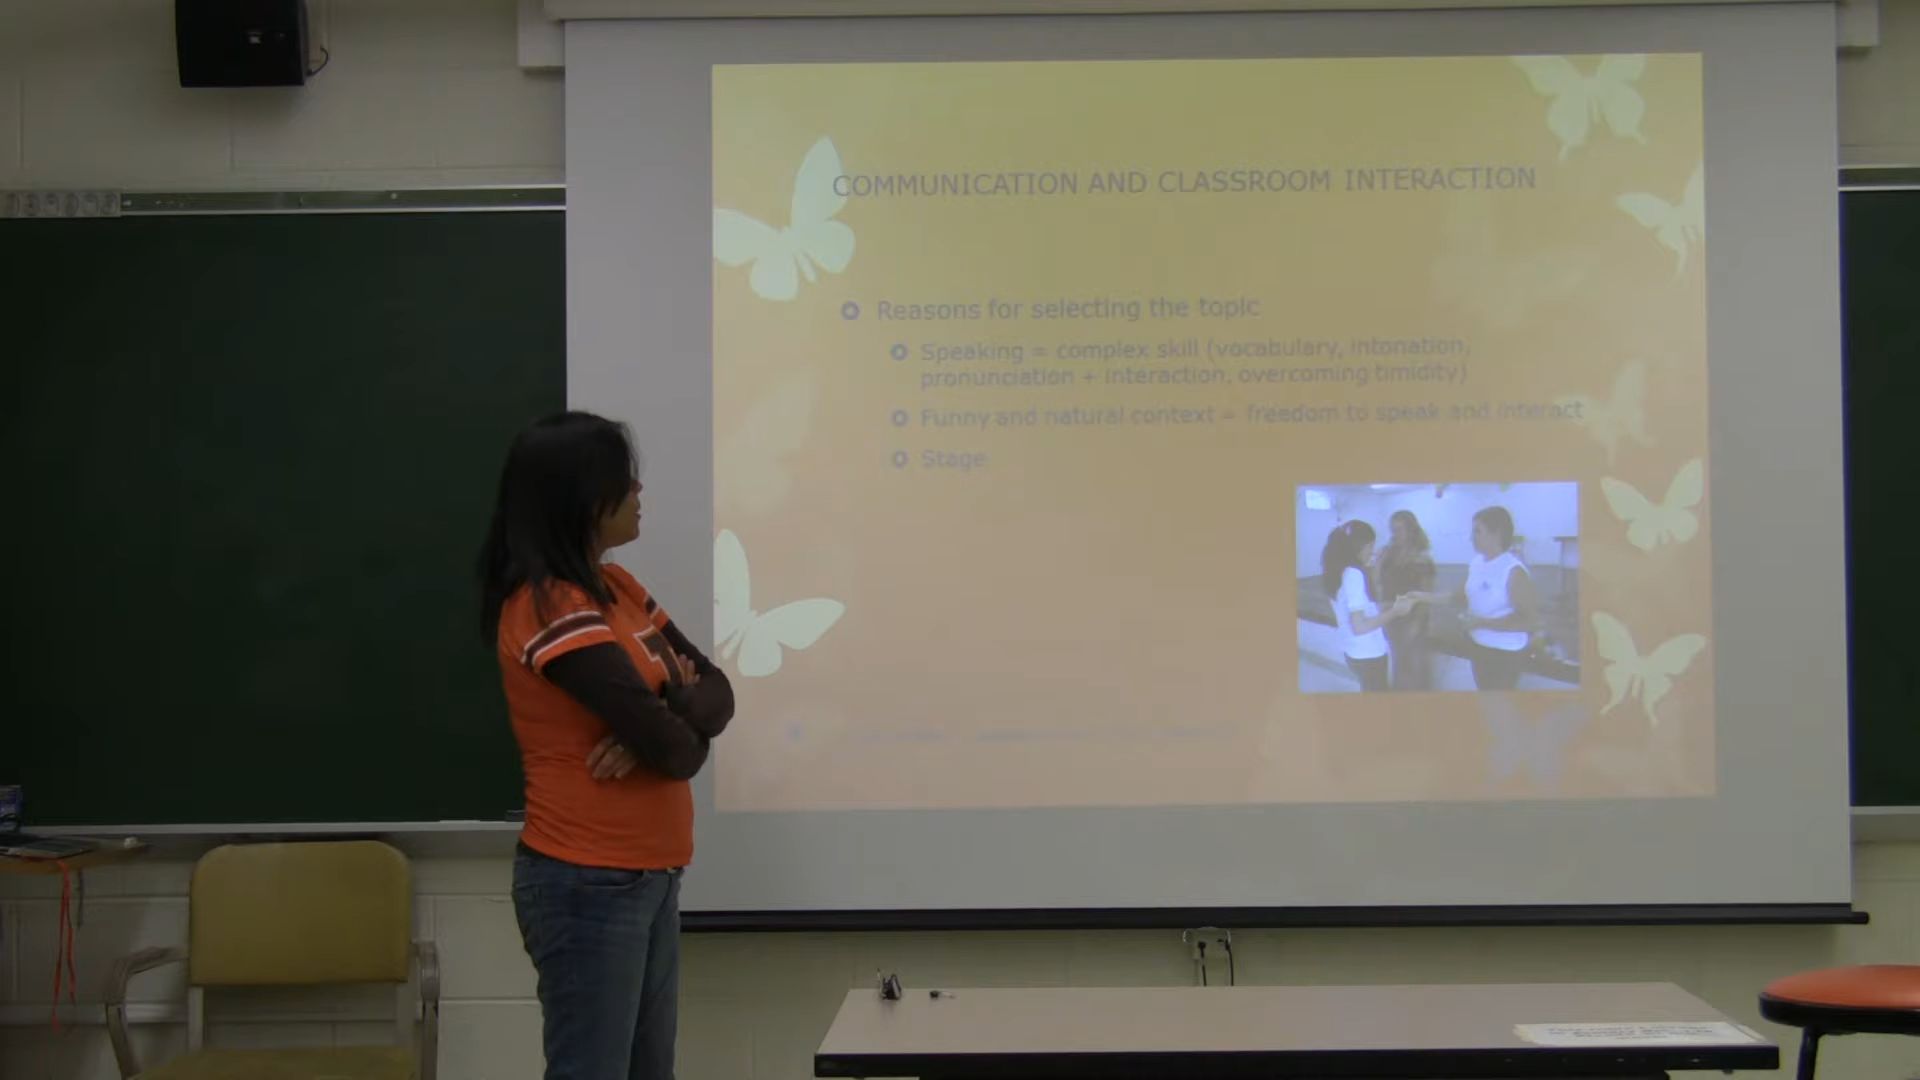 COMMUNICATION AND CLASSROOM INTERACTION
Reasons for selecting the topic
Speaking = complex skill (vocabulary, intonation,
pronunciation + interaction, overcoming timidity)
Funny and natural context = freedom to speak and interact
Stage